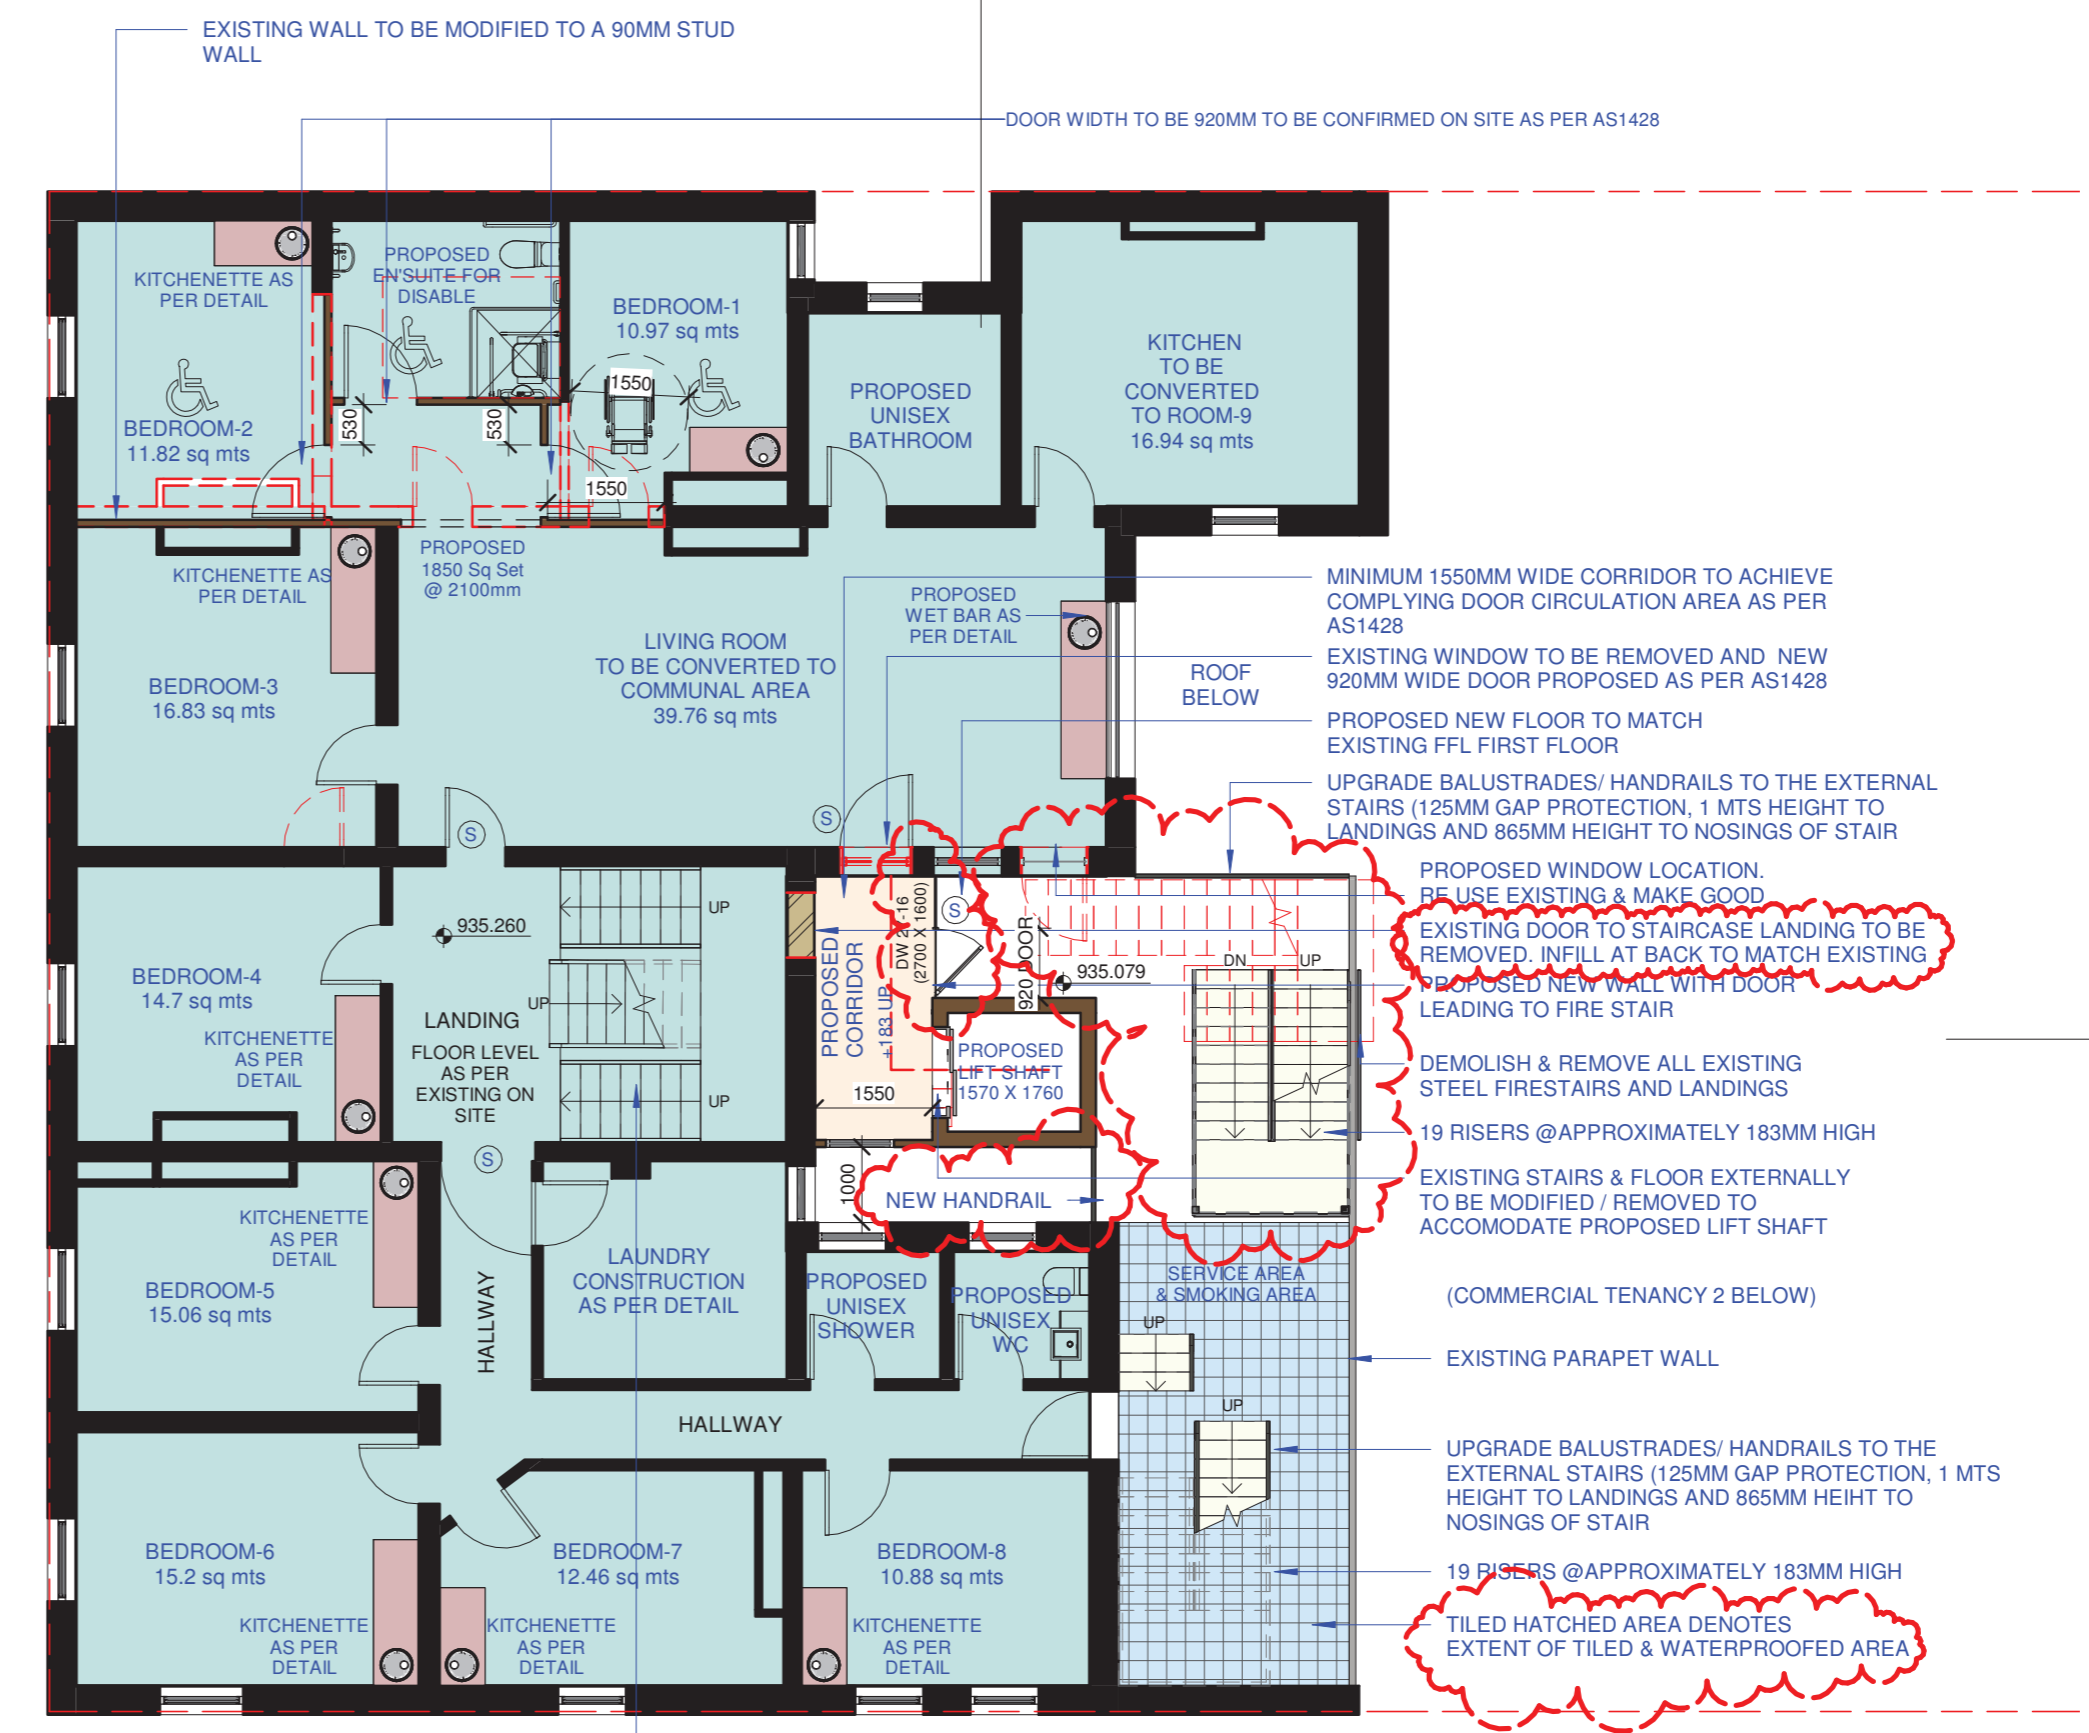 EXISTING WALL TO BE MODIFIED TO A 90MM STUD
WALL
DOOR WIDTH TO BE 920MM TO BE CONFIRMED ON SITE AS PER AS1428
KITCHENETTE AS
PER DETAIL
BEDROOM-2
11.82 sq mts
PROPOSED
EN'SUITE FOR
DISABLE
530
530
BEDROOM-1
10.97 sq mts
1550
1550
PROPOSED
UNISEX
BATHROOM
KITCHEN
TO BE
CONVERTED
TO ROOM-9
16.94 sq mts
KITCHENETTE AS
PER DETAIL
BEDROOM-3
16.83 sq mts
PROPOSED
1850 Sq Set
@ 2100mm
LIVING ROOM
TO BE CONVERTED TO
COMMUNAL AREA
39.76 sq mts
PROPOSED
WET BAR AS
PER DETAIL
ROOF
BELOW
MINIMUM 1550MM WIDE CORRIDOR TO ACHIEVE
COMPLYING DOOR CIRCULATION AREA AS PER
AS1428
EXISTING WINDOW TO BE REMOVED AND NEW
920MM WIDE DOOR PROPOSED AS PER AS1428
PROPOSED NEW FLOOR TO MATCH
EXISTING FFL FIRST FLOOR
UPGRADE BALUSTRADES/ HANDRAILS TO THE EXTERNAL
STAIRS (125MM GAP PROTECTION, 1 MTS HEIGHT TO
LANDINGS AND 865MM HEIGHT TO NOSINGS OF STAIR
PROPOSED WINDOW LOCATION.
RE USE EXISTING & MAKE GOOD
EXISTING DOOR TO STAIRCASE LANDING TO BE
REMOVED. INFILL AT BACK TO MATCH EXISTING
PROPOSED NEW WALL WITH DOOR
LEADING TO FIRE STAIR
DEMOLISH & REMOVE ALL EXISTING
STEEL FIRESTAIRS AND LANDINGS
19 RISERS @APPROXIMATELY 183MM HIGH
EXISTING STAIRS & FLOOR EXTERNALLY
TO BE MODIFIED / REMOVED TO
ACCOMODATE PROPOSED LIFT SHAFT
S
S
S
S
935.260
UP
UP
UP
LANDING
FLOOR LEVEL
AS PER
EXISTING ON
SITE
BEDROOM-4
14.7 sq mts
KITCHENETTE
AS PER
DETAIL
PROPOSED
CORRIDOR
+183 UP
(2700 X 1600)
920 DOOR
935.079
DN
UP
1550
PROPOSED
LIFT SHAFT
1570 X 1760
1000
NEW HANDRAIL
KITCHENETTE
AS PER
DETAIL
BEDROOM-5
15.06 sq mts
HALLWAY
LAUNDRY
CONSTRUCTION
AS PER DETAIL
PROPOSED
UNISEX
SHOWER
PROPOSED
UNISEX
WC
SERVICE AREA
& SMOKING AREA
UP
UP
(COMMERCIAL TENANCY 2 BELOW)
EXISTING PARAPET WALL
HALLWAY
UPGRADE BALUSTRADES/ HANDRAILS TO THE
EXTERNAL STAIRS (125MM GAP PROTECTION, 1 MTS
HEIGHT TO LANDINGS AND 865MM HEIHT TO
NOSINGS OF STAIR
19 RISERS @APPROXIMATELY 183MM HIGH
TILED HATCHED AREA DENOTES
EXTENT OF TILED & WATERPROOFED AREA
BEDROOM-6
15.2 sq mts
KITCHENETTE
AS PER
DETAIL
BEDROOM-7
12.46 sq mts
KITCHENETTE
AS PER
DETAIL
BEDROOM-8
10.88 sq mts
KITCHENETTE
AS PER
DETAIL